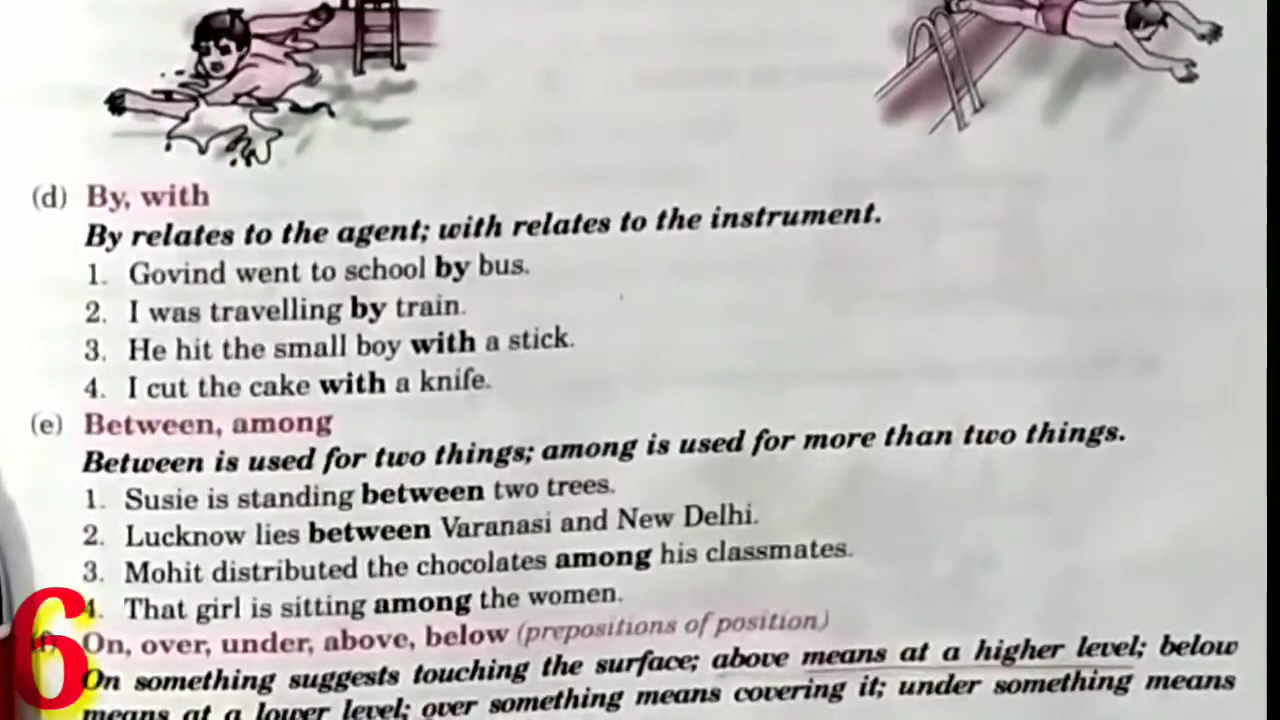 (d) By, with
By relates to the agent; with relates to the instrument.
1. Govind went to school by bus.
2. I was travelling by train.
3. He hit the small boy with a stick.
4. I cut the cake with a knife.
(e) Between, among
Between is used for two things; among is used for more than two things.
1. Susie is standing between two trees.
2. Lucknow lies between Varanasi and New Delhi.
3. Mohit distributed the chocolates among his classmates.
4. That girl is sitting among the women.
(f) On, over, under, above, below (prepositions of position)
On something suggests touching the surface; above means at a higher level; below
means at a lower level; over something means covering it; under something means
6